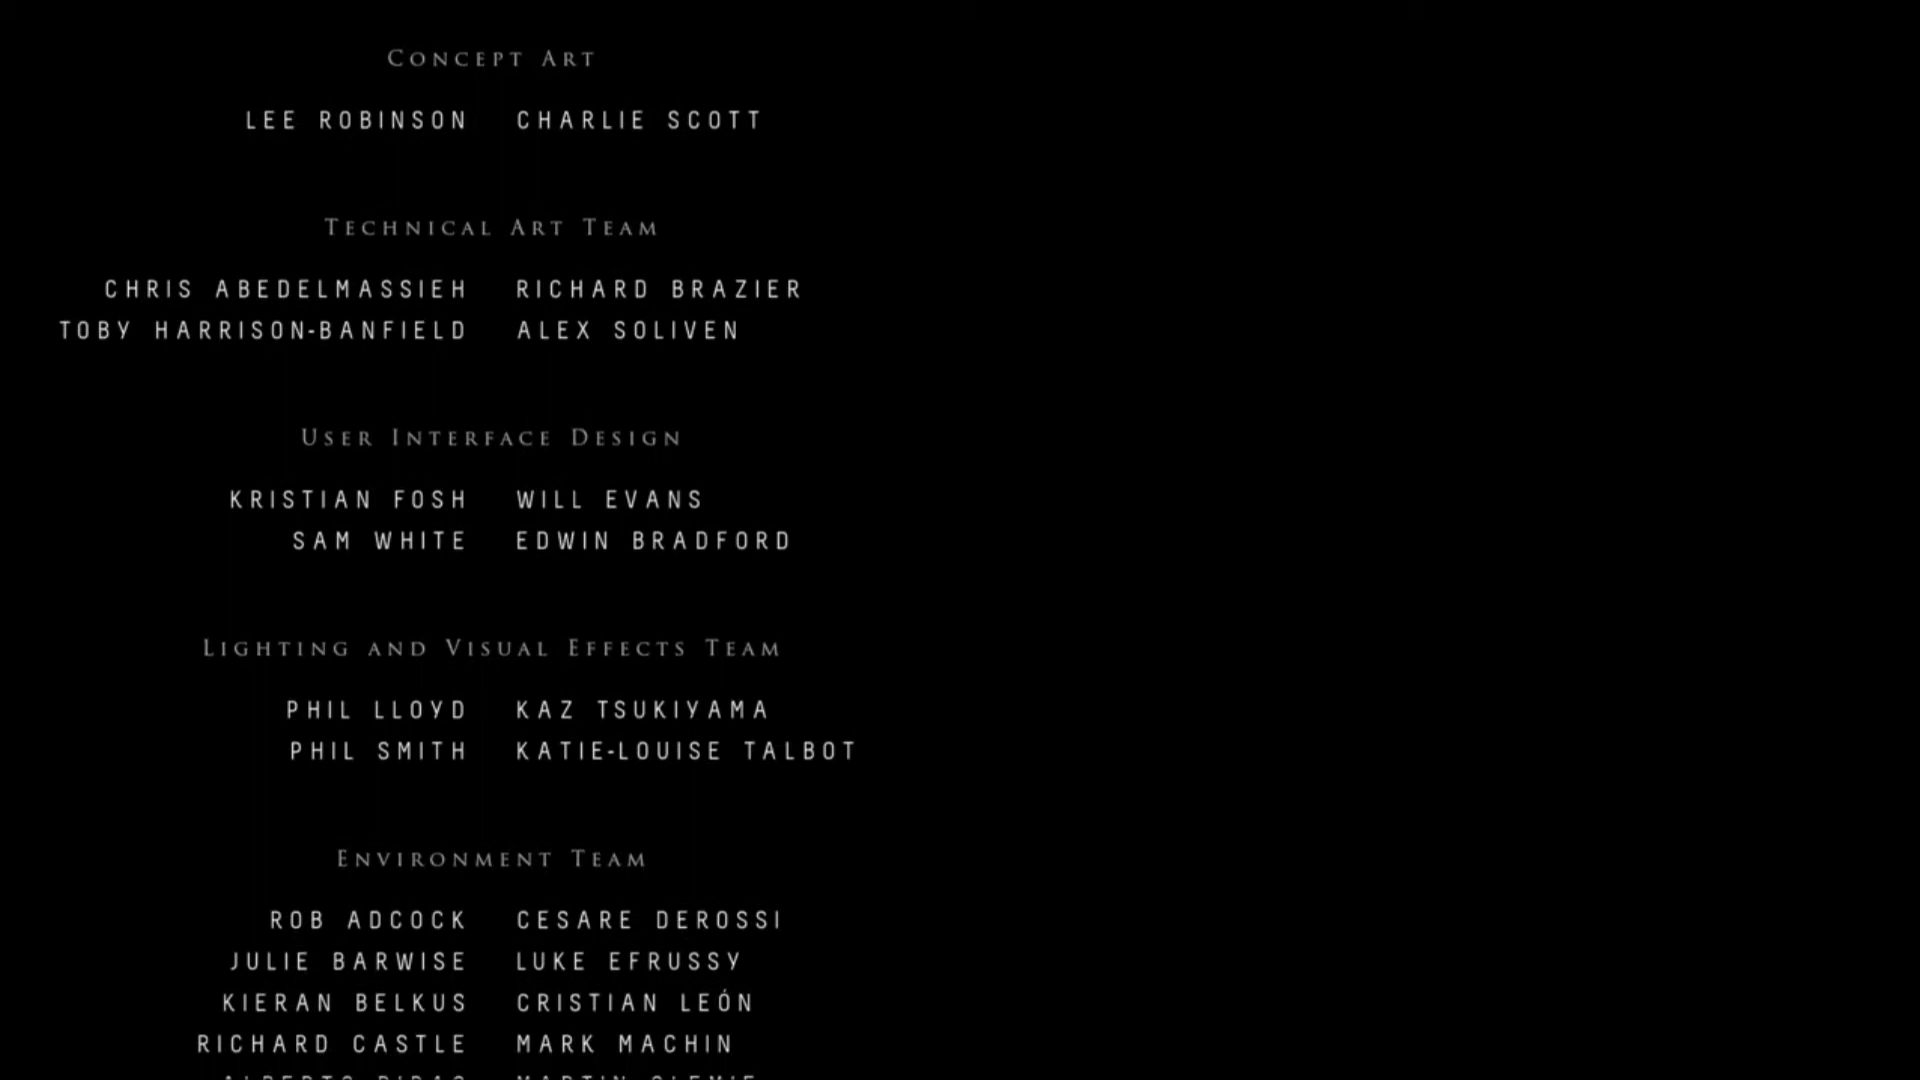 Concept Art
LEE ROBINSON CHARLIE SCOTT
Technical Art Team
CHRIS ABEDELMASSIEH RICHARD BRAZIER
TOBY HARRISON-BANFIELD ALEX SOLIVEN
User Interface Design
KRISTIAN FOSH WILL EVANS
SAM WHITE EDWIN BRADFORD
Lighting and Visual Effects Team
PHIL LLOYD KAZ TSUKIYAMA
PHIL SMITH KATIE-LOUISE TALBOT
Environment Team
ROB ADCOCK CESARE DEROSSI
JULIE BARWISE LUKE EFRUSSY
KIERAN BELKUS CRISTIAN LEÓN
RICHARD CASTLE MARK MACHIN